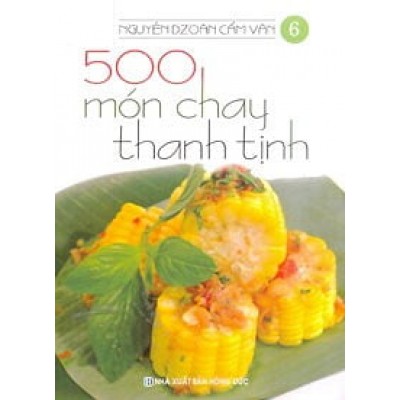 NGUYỄN DZOÃN CẨM VÂN 6
500
món chay
thanh tịnh
NHÀ XUẤT BẢN HỒNG ĐỨC